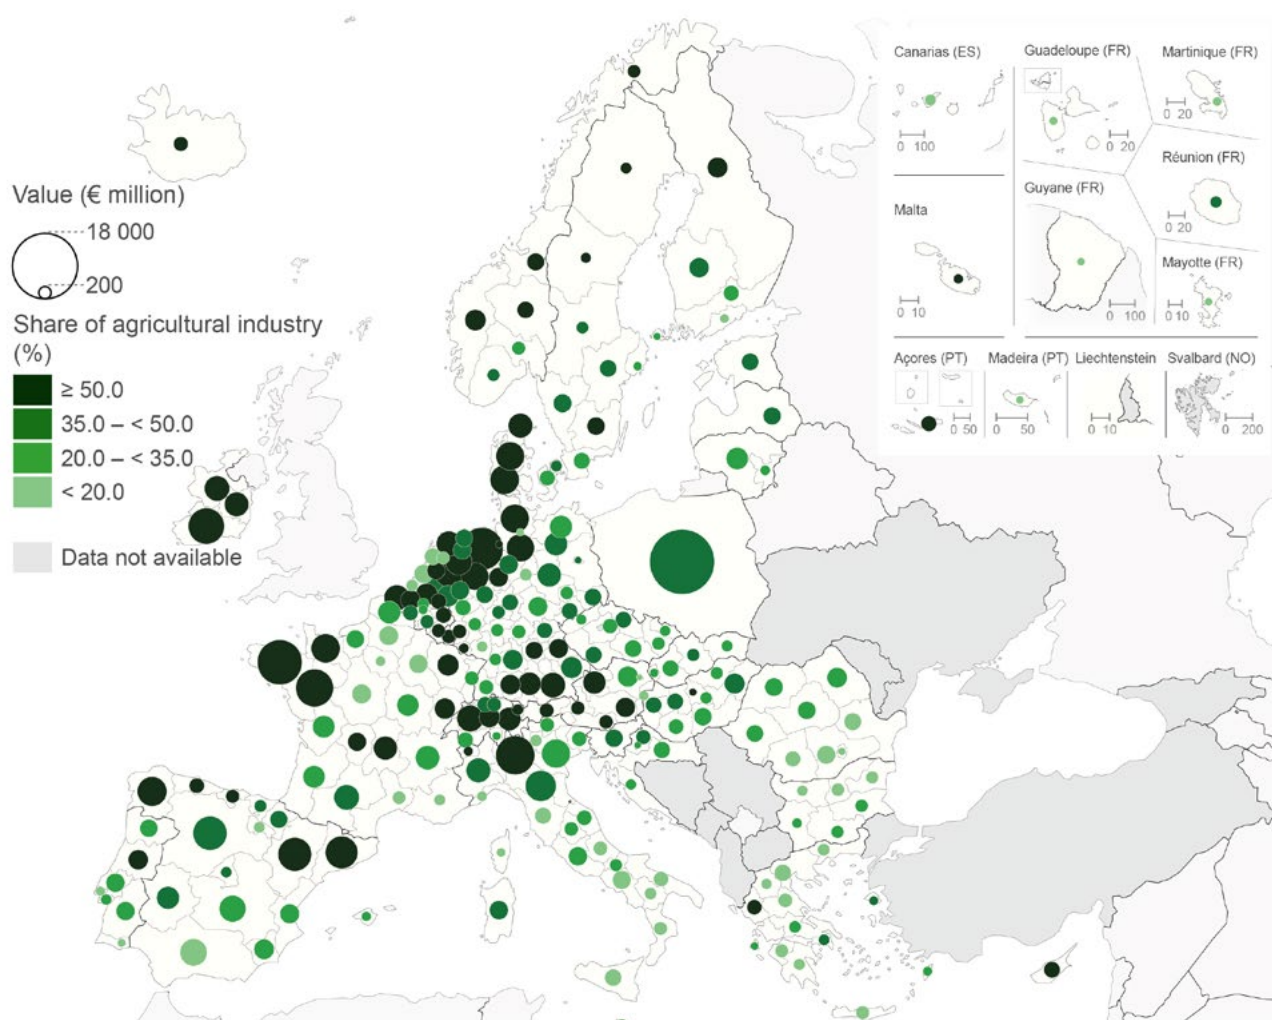 Value (€ million)
18 000
200
Share of agricultural industry
(%)
≥ 50.0
35.0 – < 50.0
20.0 – < 35.0
< 20.0
Data not available
Canarias (ES)
0 100
Guadeloupe (FR)
0 20
Martinique (FR)
0 20
Réunion (FR)
0 20
Guyane (FR)
0 100
Malta
0 10
Mayotte (FR)
0 10
Açores (PT)
0 50
Madeira (PT)
0 50
Liechtenstein
0 10
Svalbard (NO)
0 200